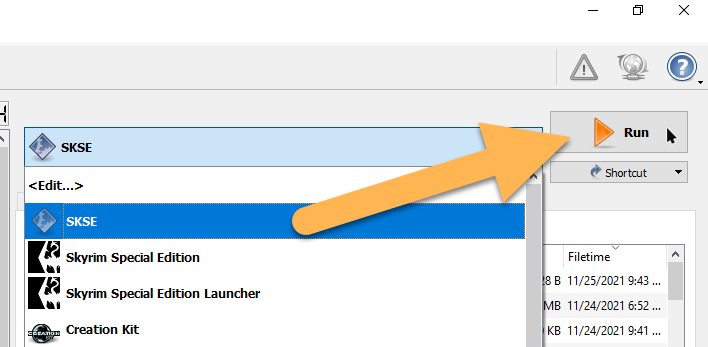 SKSE
Run
<Edit...>
Shortcut
SKSE
Skyrim Special Edition
Filetime
Skyrim Special Edition Launcher
28 B 11/25/2021 9:43 ...
MB 11/24/2021 6:52 ...
Creation Kit
KB 11/24/2021 9:41 ...